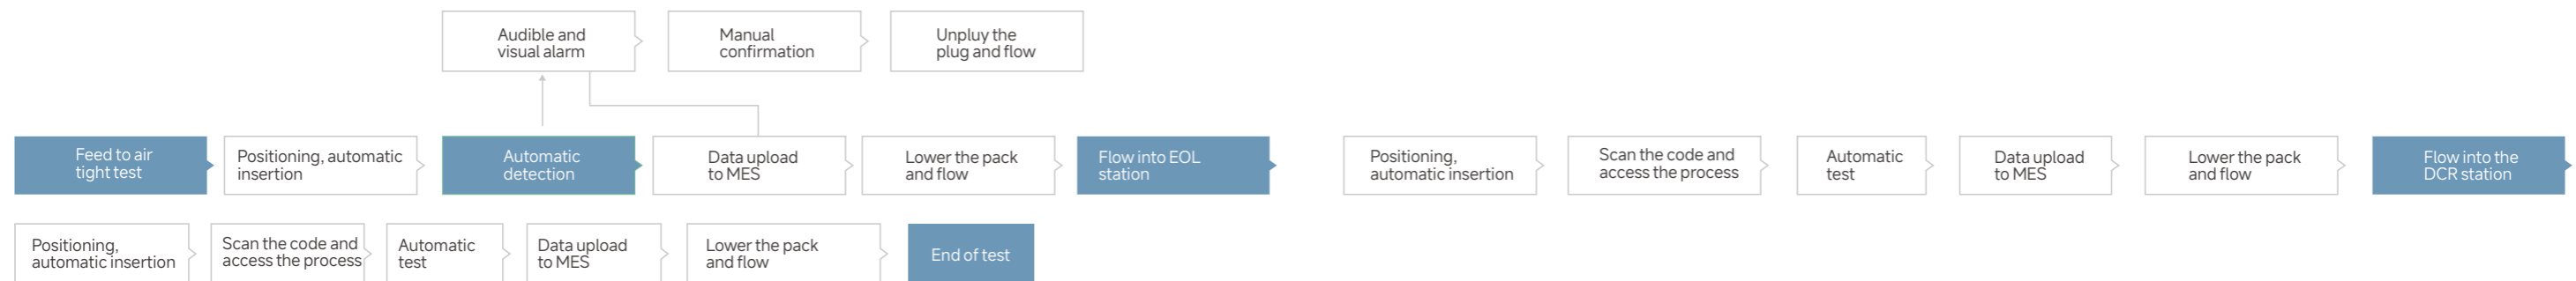 Audible and
visual alarm
Manual
confirmation
Unpluy the
plug and flow
Feed to air
tight test
Positioning, automatic
insertion
Automatic
detection
Data upload
to MES
Lower the pack
and flow
Flow into EOL
station
Positioning,
automatic insertion
Scan the code and
access the process
Automatic
test
Data upload
to MES
Lower the pack
and flow
Flow into the
DCR station
Positioning,
automatic insertion
Scan the code and
access the process
Automatic
test
Data upload
to MES
Lower the pack
and flow
End of test